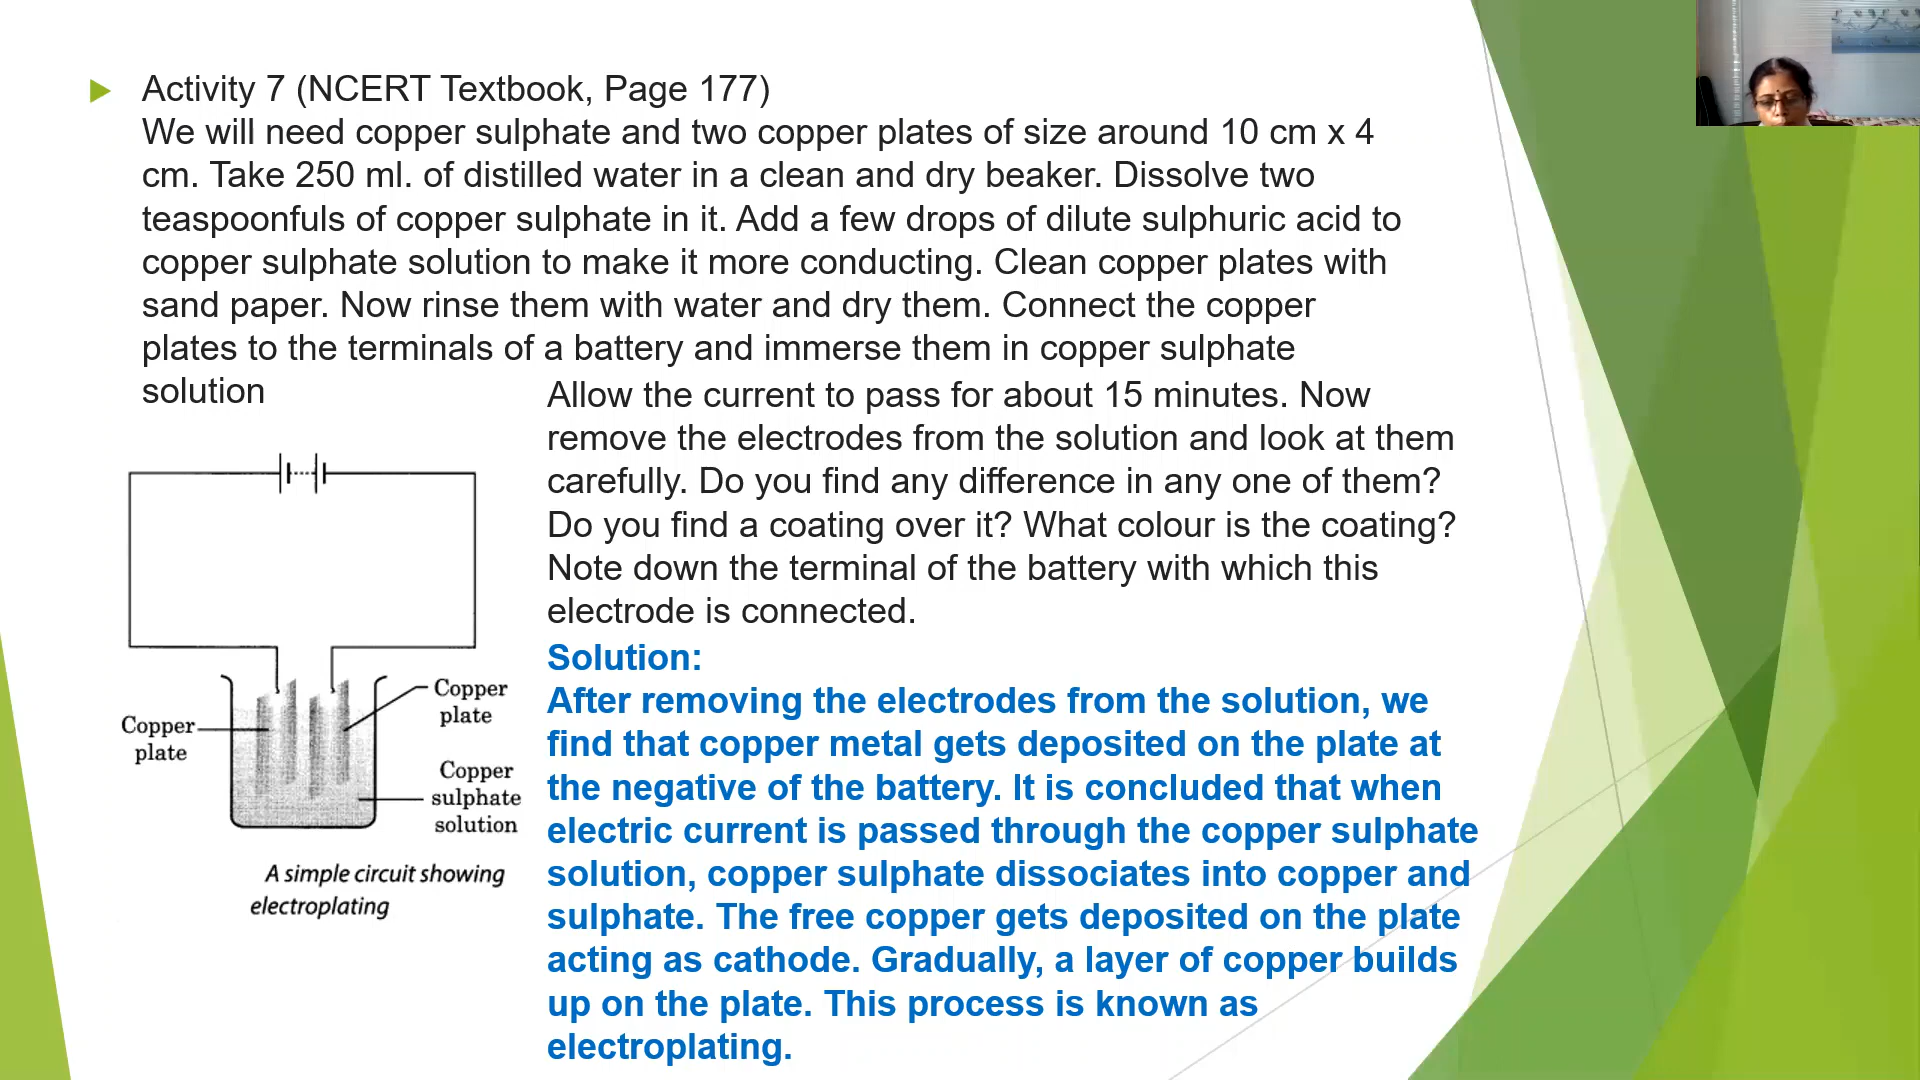 Activity 7 (NCERT Textbook, Page 177)
We will need copper sulphate and two copper plates of size around 10 cm x 4
cm. Take 250 ml. of distilled water in a clean and dry beaker. Dissolve two
teaspoonfuls of copper sulphate in it. Add a few drops of dilute sulphuric acid to
copper sulphate solution to make it more conducting. Clean copper plates with
sand paper. Now rinse them with water and dry them. Connect the copper
plates to the terminals of a battery and immerse them in copper sulphate
solution
Allow the current to pass for about 15 minutes. Now
remove the electrodes from the solution and look at them
carefully. Do you find any difference in any one of them?
Do you find a coating over it? What colour is the coating?
Note down the terminal of the battery with which this
electrode is connected.
Solution:
After removing the electrodes from the solution, we
find that copper metal gets deposited on the plate at
the negative of the battery. It is concluded that when
electric current is passed through the copper sulphate
solution, copper sulphate dissociates into copper and
sulphate. The free copper gets deposited on the plate
acting as cathode. Gradually, a layer of copper builds
up on the plate. This process is known as
electroplating.
Copper
plate
Copper
plate
Copper
sulphate
solution
A simple circuit showing
electroplating